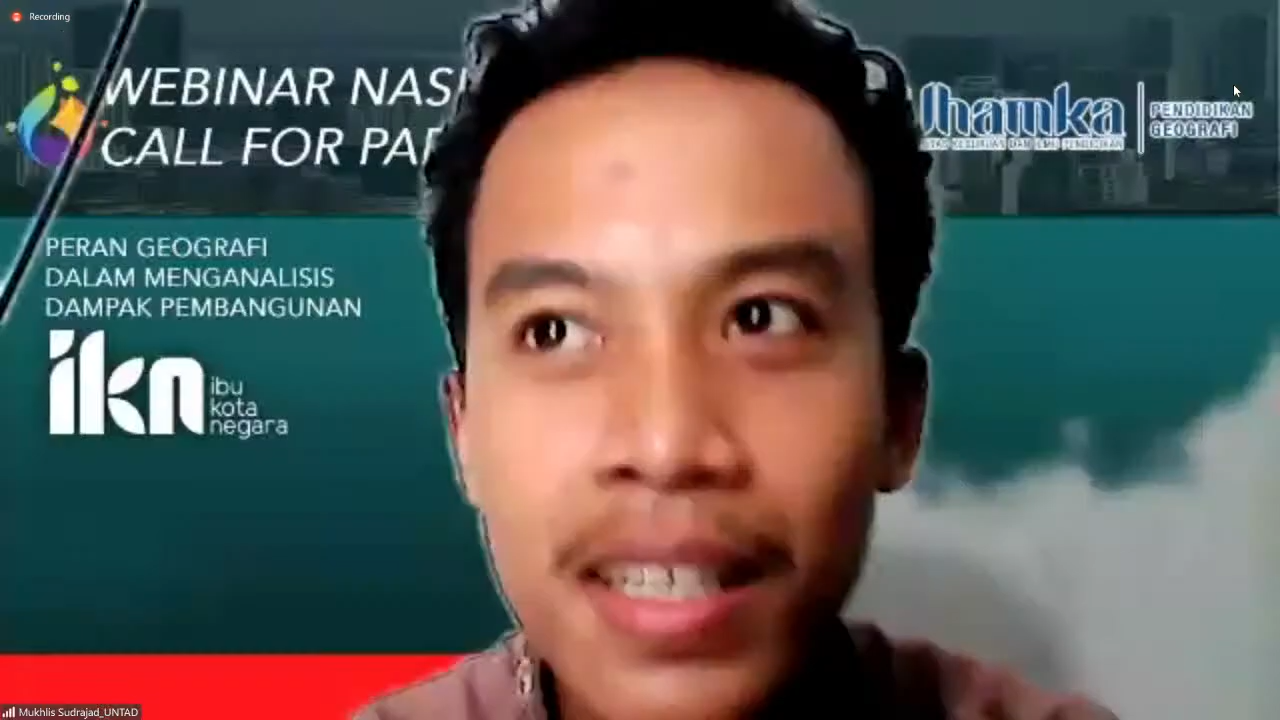 Recording
WEBINAR NAS
CALL FOR PA
lhamka
PENDIDIKAN
GEOGRAFI
PERAN GEOGRAFI
DALAM MENGANALISIS
DAMPAK PEMBANGUNAN
ikn
ibu
kota
negara
Mukhlis Sudrajad_UNTAD